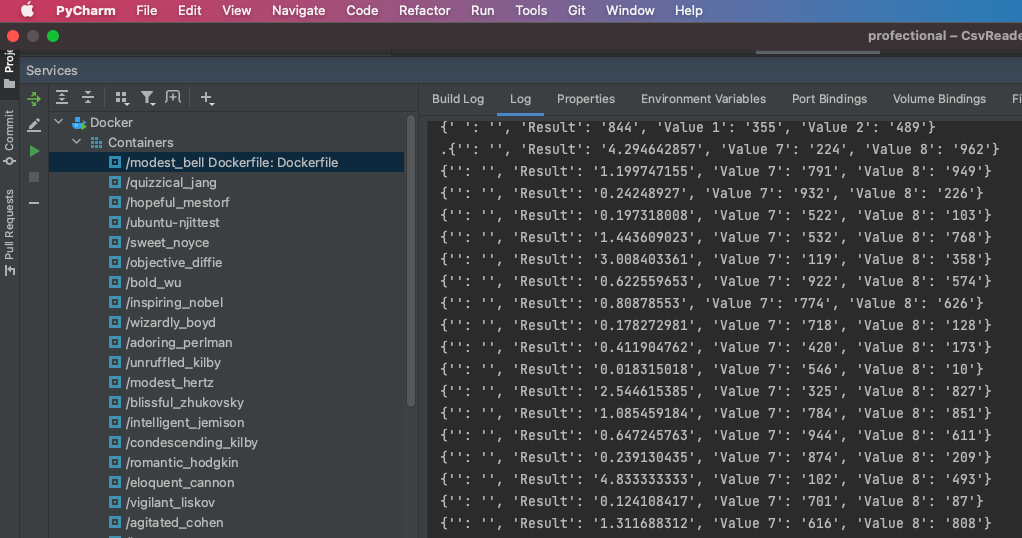 PyCharm File Edit View Navigate Code Refactor Run Tools Git Window Help
profectional – CsvReade
Services
Proje
Commit
Pull Requests
Docker
Containers
/modest_bell Dockerfile: Dockerfile
/quizzical_jang
/hopeful_mestorf
/ubuntu-njittest
/sweet_noyce
/objective_diffie
/bold_wu
/inspiring_nobel
/wizardly_boyd
/adoring_perlman
/unruffled_kilby
/modest_hertz
/blissful_zhukovsky
/intelligent_jemison
/condescending_kilby
/romantic_hodgkin
/eloquent_cannon
/vigilant_liskov
/agitated_cohen
Build Log Log Properties Environment Variables Port Bindings Volume Bindings Fi
{' ': '', 'Result': '844', 'Value 1': '355', 'Value 2': '489'}
.{'': '', 'Result': '4.294642857', 'Value 7': '224', 'Value 8': '962'}
{'': '', 'Result': '1.199747155', 'Value 7': '791', 'Value 8': '949'}
{'': '', 'Result': '0.24248927', 'Value 7': '932', 'Value 8': '226'}
{'': '', 'Result': '0.197318008', 'Value 7': '522', 'Value 8': '103'}
{'': '', 'Result': '1.443609023', 'Value 7': '532', 'Value 8': '768'}
{'': '', 'Result': '3.008403361', 'Value 7': '119', 'Value 8': '358'}
{'': '', 'Result': '0.622559653', 'Value 7': '922', 'Value 8': '574'}
{'': '', 'Result': '0.80878553', 'Value 7': '774', 'Value 8': '626'}
{'': '', 'Result': '0.178272981', 'Value 7': '718', 'Value 8': '128'}
{'': '', 'Result': '0.411904762', 'Value 7': '420', 'Value 8': '173'}
{'': '', 'Result': '0.018315018', 'Value 7': '546', 'Value 8': '10'}
{'': '', 'Result': '2.544615385', 'Value 7': '325', 'Value 8': '827'}
{'': '', 'Result': '1.085459184', 'Value 7': '784', 'Value 8': '851'}
{'': '', 'Result': '0.647245763', 'Value 7': '944', 'Value 8': '611'}
{'': '', 'Result': '0.239130435', 'Value 7': '874', 'Value 8': '209'}
{'': '', 'Result': '4.833333333', 'Value 7': '102', 'Value 8': '493'}
{'': '', 'Result': '0.124108417', 'Value 7': '701', 'Value 8': '87'}
{'': '', 'Result': '1.311688312', 'Value 7': '616', 'Value 8': '808'}